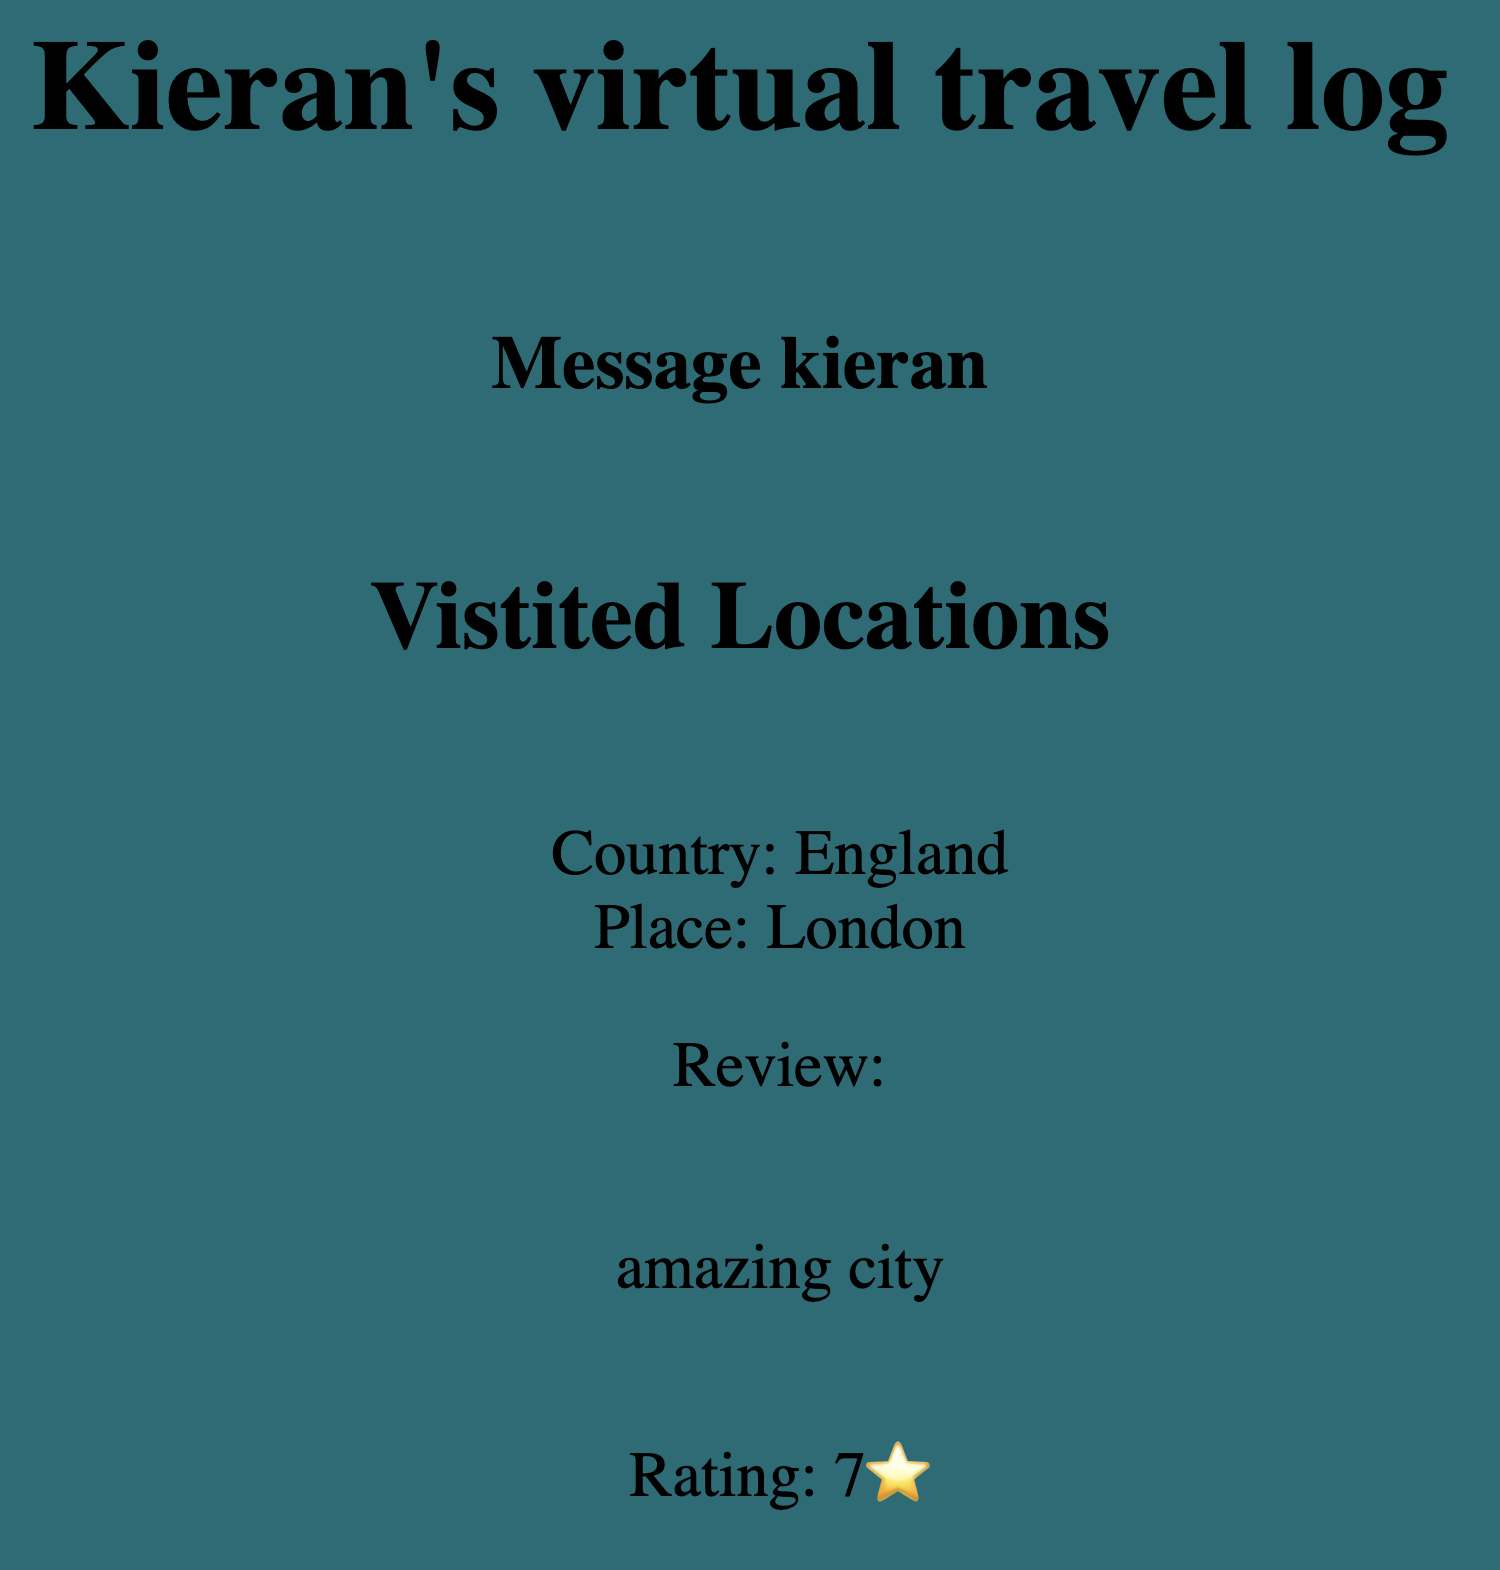 Kieran's virtual travel log
Message kieran
Vistited Locations
Country: England
Place: London
Review:
amazing city
Rating: 7⭐